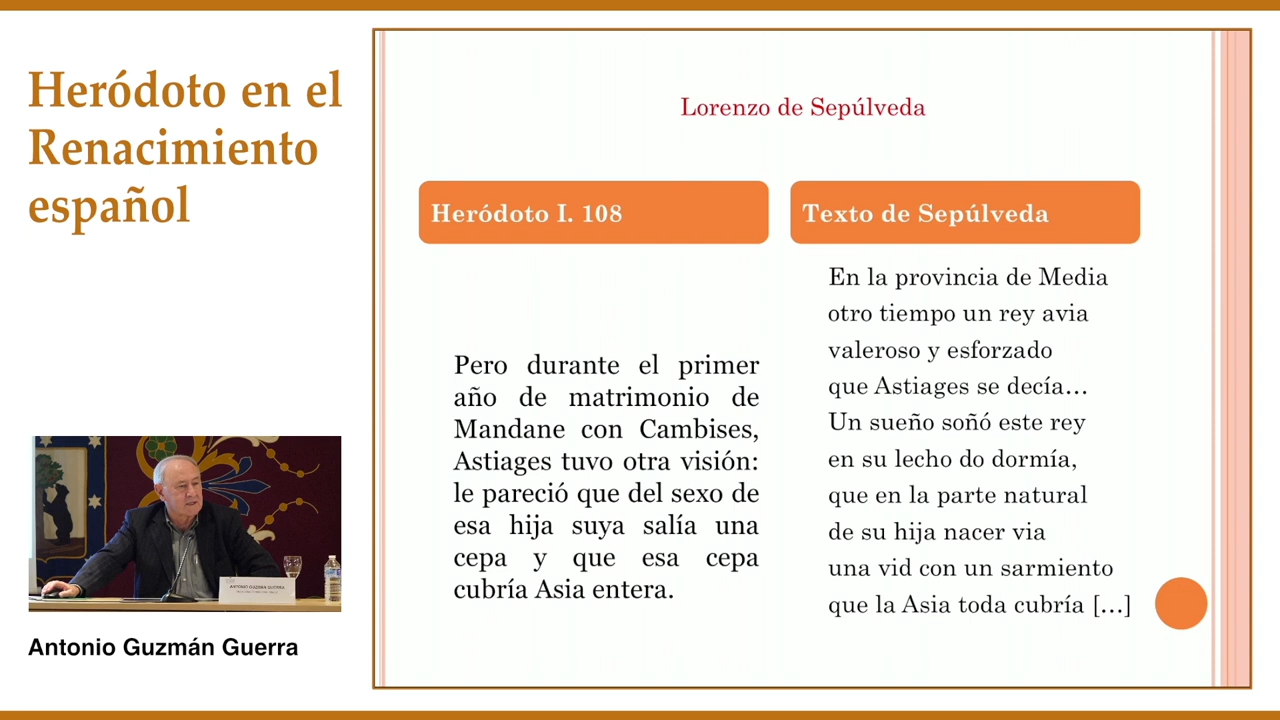 Heródoto en el
Renacimiento
español
Lorenzo de Sepúlveda
Heródoto I. 108
Pero durante el primer
año de matrimonio de
Mandane con Cambises,
Astiages tuvo otra visión:
le pareció que del sexo de
esa hija suya salía una
cepa y que esa cepa
cubría Asia entera.
Texto de Sepúlveda
En la provincia de Media
otro tiempo un rey avia
valeroso y esforzado
que Astiages se decía…
Un sueño soñó este rey
en su lecho do dormía,
que en la parte natural
de su hija nacer via
una vid con un sarmiento
que la Asia toda cubría […]
ANTONIO GUZMÁN GUERRA
Antonio Guzmán Guerra